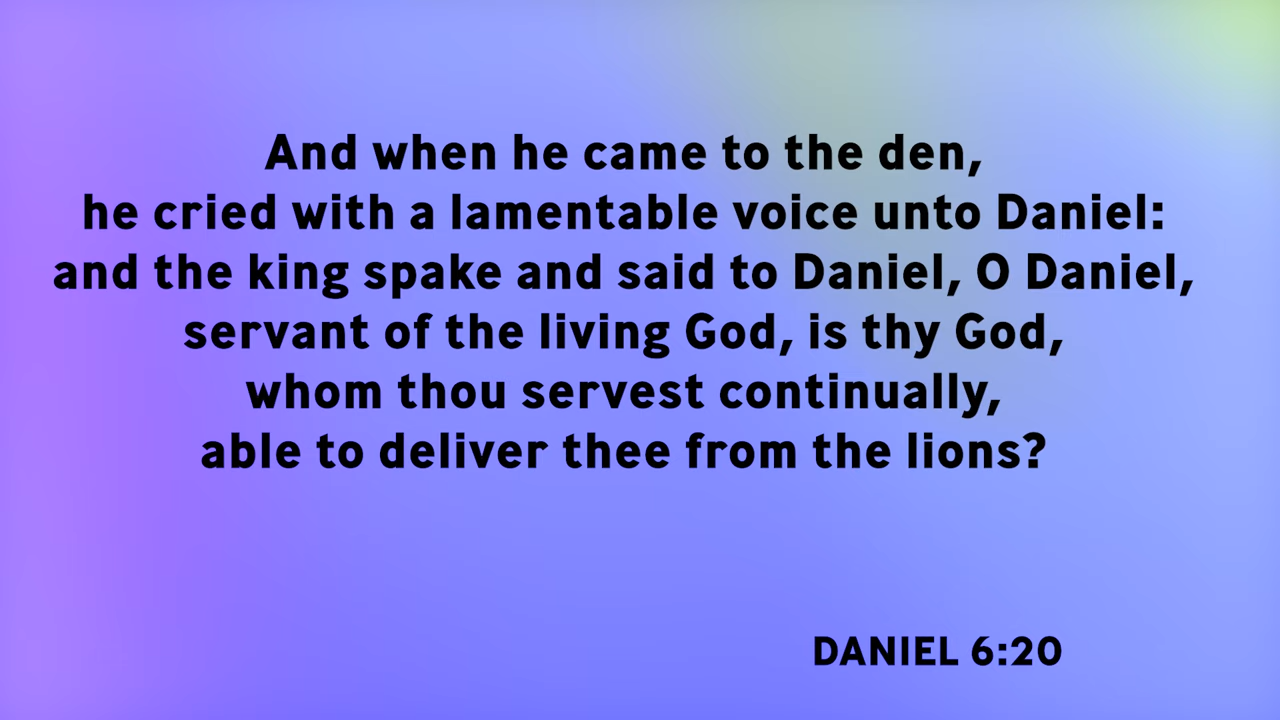 And when he came to the den,
he cried with a lamentable voice unto Daniel:
and the king spake and said to Daniel, O Daniel,
servant of the living God, is thy God,
whom thou servest continually,
able to deliver thee from the lions?
DANIEL 6:20